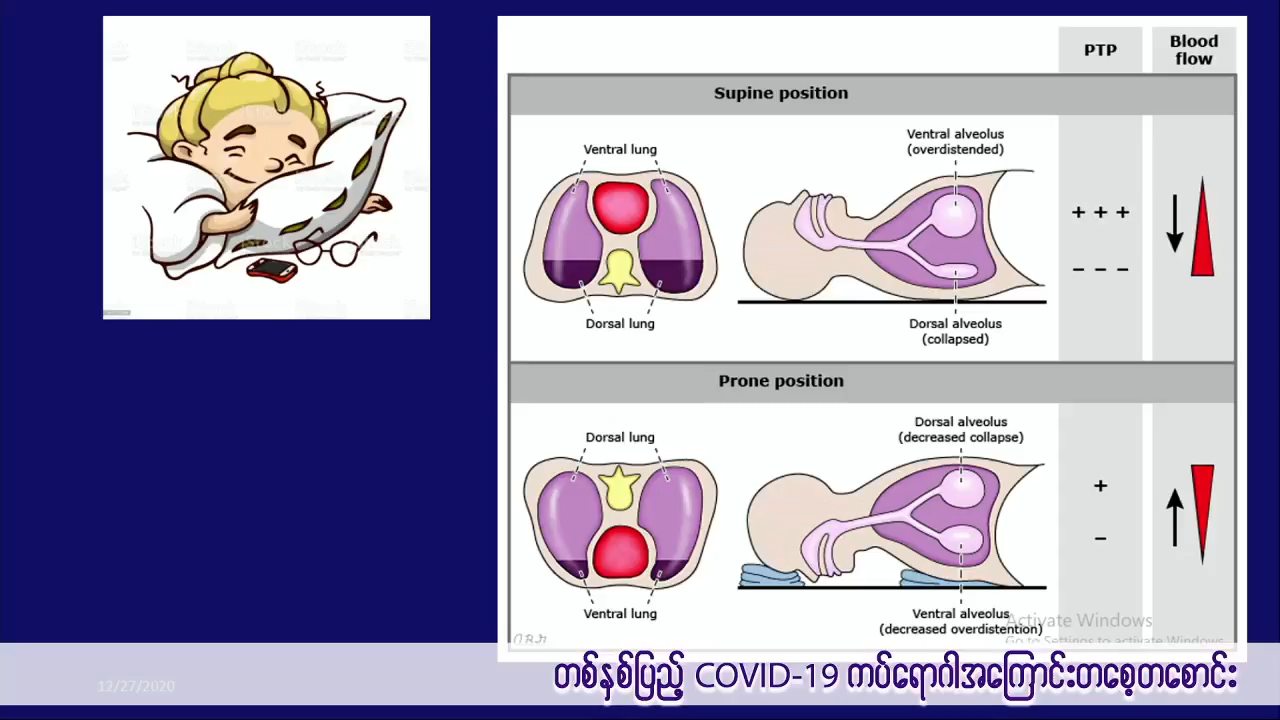 PTP
Blood
flow
Supine position
Ventral lung
Ventral alveolus
(overdistended)
+ + +
– – –
Dorsal lung
Dorsal alveolus
(collapsed)
Prone position
Dorsal lung
Dorsal alveolus
(decreased collapse)
+
–
Ventral lung
Ventral alveolus
(decreased overdistention)
Activate Windows
Go to Settings to activate Windows.
12/27/2020
တစ်နှစ်ပြည့် COVID-19 ကပ်ရောဂါအကြောင်းတစေ့တစောင်း